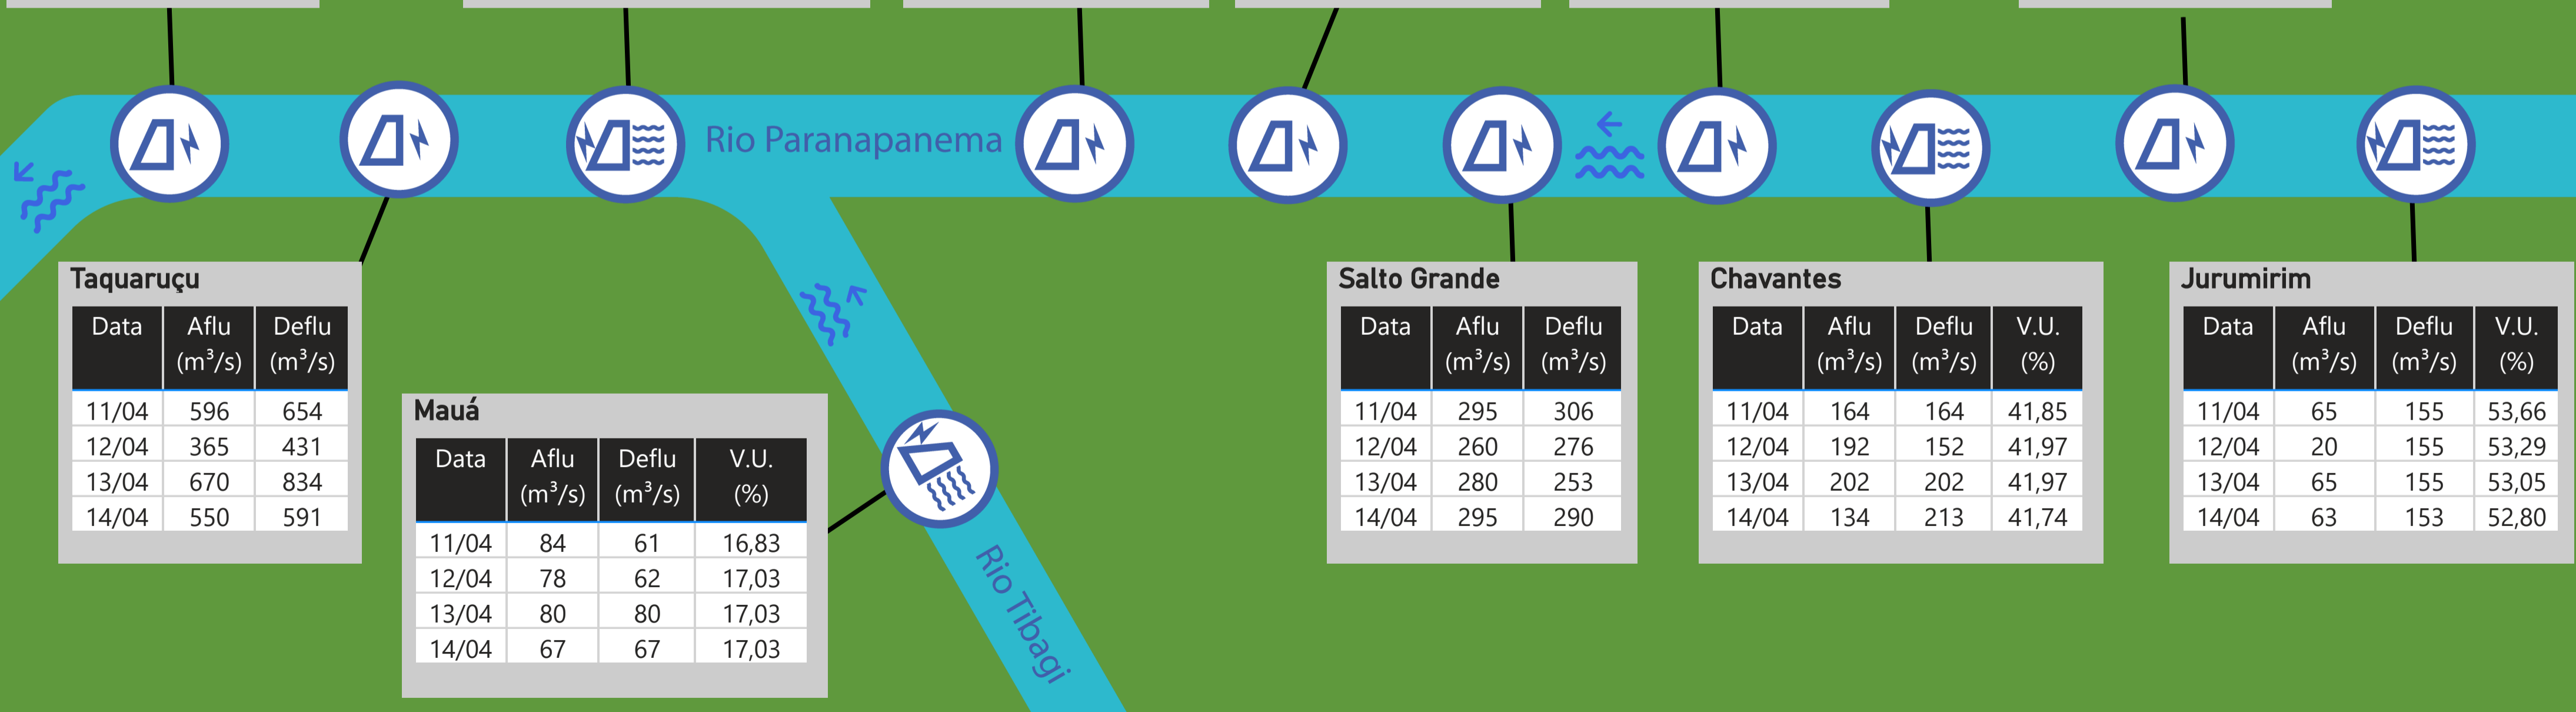 Rio Paranapanema
Taquaruçu
Data Aflu (m³/s) Deflu (m³/s)
11/04 596 654
12/04 365 431
13/04 670 834
14/04 550 591
Mauá
Data Aflu (m³/s) Deflu (m³/s) V.U. (%)
11/04 84 61 16,83
12/04 78 62 17,03
13/04 80 80 17,03
14/04 67 67 17,03
Rio Tibagi
Salto Grande
Data Aflu (m³/s) Deflu (m³/s)
11/04 295 306
12/04 260 276
13/04 280 253
14/04 295 290
Chavantes
Data Aflu (m³/s) Deflu (m³/s) V.U. (%)
11/04 164 164 41,85
12/04 192 152 41,97
13/04 202 202 41,97
14/04 134 213 41,74
Jurumirim
Data Aflu (m³/s) Deflu (m³/s) V.U. (%)
11/04 65 155 53,66
12/04 20 155 53,29
13/04 65 155 53,05
14/04 63 153 52,80